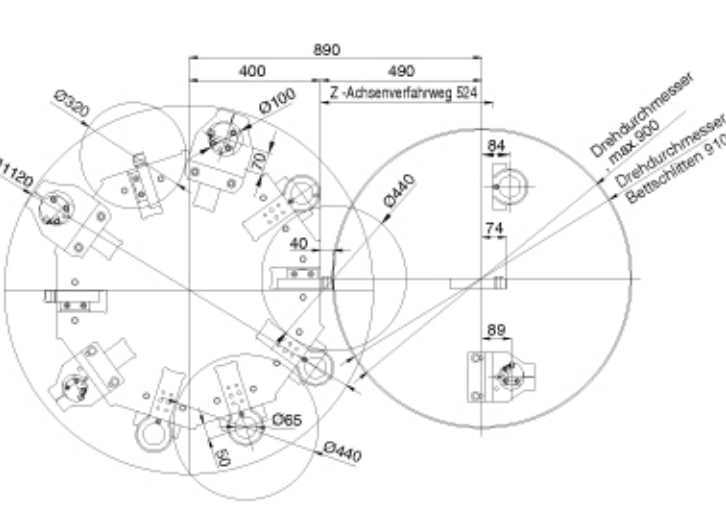 890
400
490
Z -Achsenverfahrweg 524
Ø320
Ø100
70
1120
Ø440
40
84
74
89
Drehdurchmesser
max.900
Drehdurchmesser
Bettschlitten 910
Ø65
50
Ø440